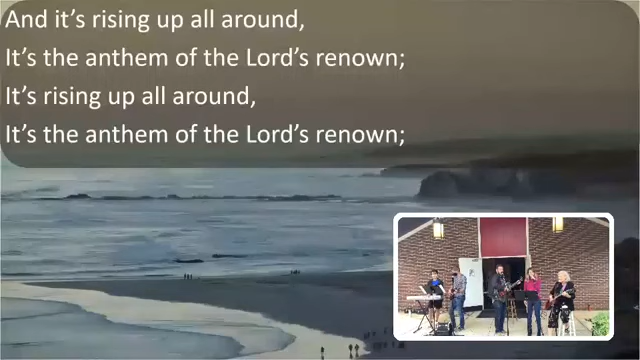 And it’s rising up all around,
It’s the anthem of the Lord’s renown;
It’s rising up all around,
It’s the anthem of the Lord’s renown;